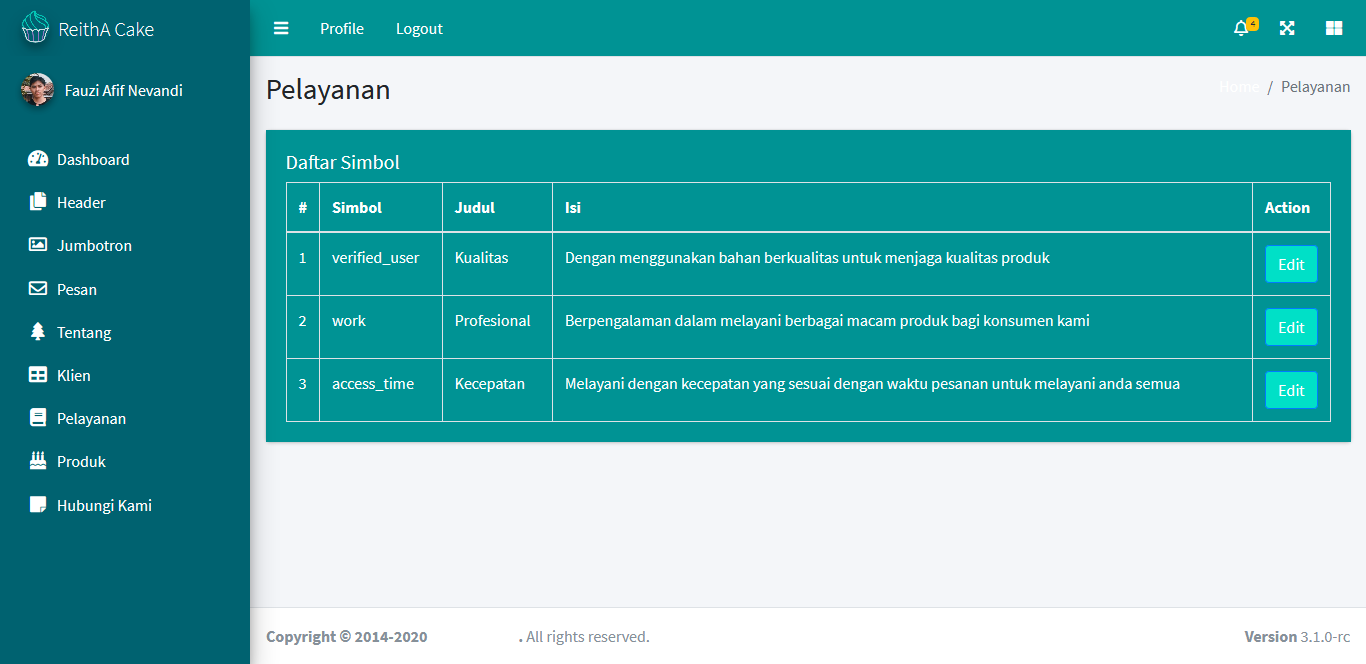 ReithA Cake
Profile
Logout
4
Fauzi Afif Nevandi
Dashboard
Header
Jumbotron
Pesan
Tentang
Klien
Pelayanan
Produk
Hubungi Kami
Pelayanan
Home / Pelayanan
Daftar Simbol
# Simbol Judul Isi Action
1 verified_user Kualitas Dengan menggunakan bahan berkualitas untuk menjaga kualitas produk Edit
2 work Profesional Berpengalaman dalam melayani berbagai macam produk bagi konsumen kami Edit
3 access_time Kecepatan Melayani dengan kecepatan yang sesuai dengan waktu pesanan untuk melayani anda semua Edit
Copyright © 2014-2020 . All rights reserved.
Version 3.1.0-rc